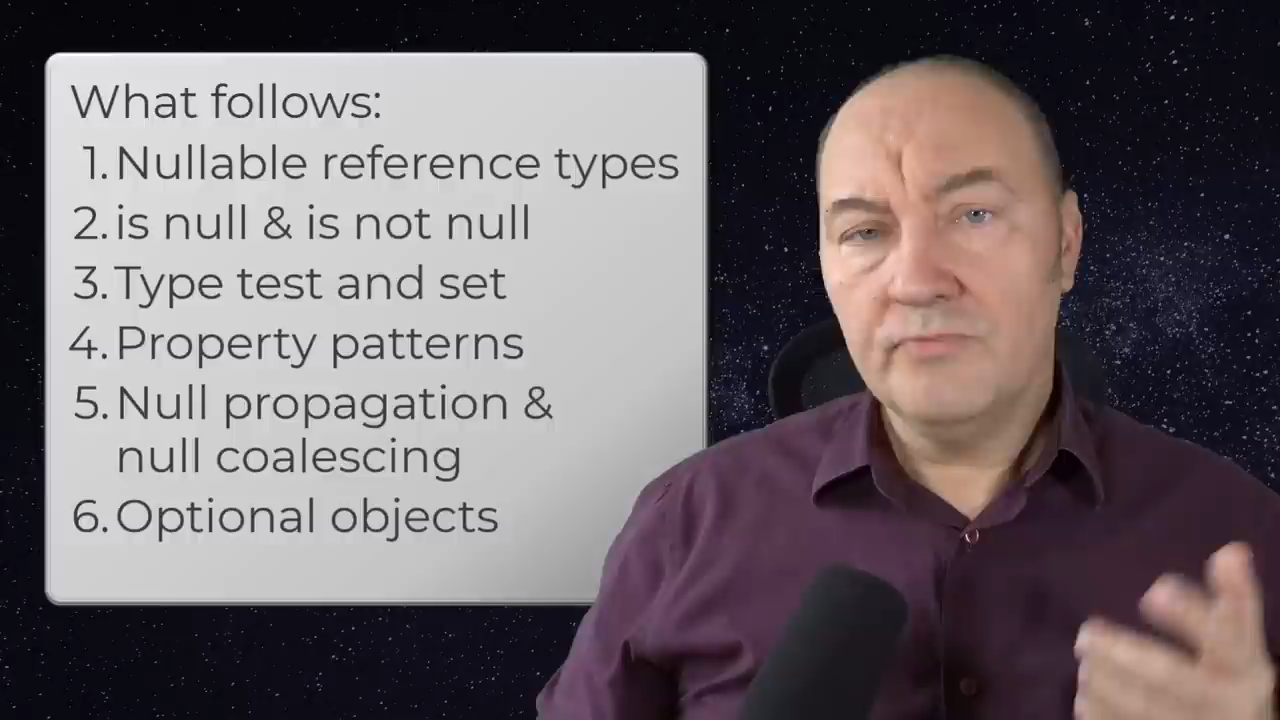 What follows:
1. Nullable reference types
2. is null & is not null
3. Type test and set
4. Property patterns
5. Null propagation &
null coalescing
6. Optional objects